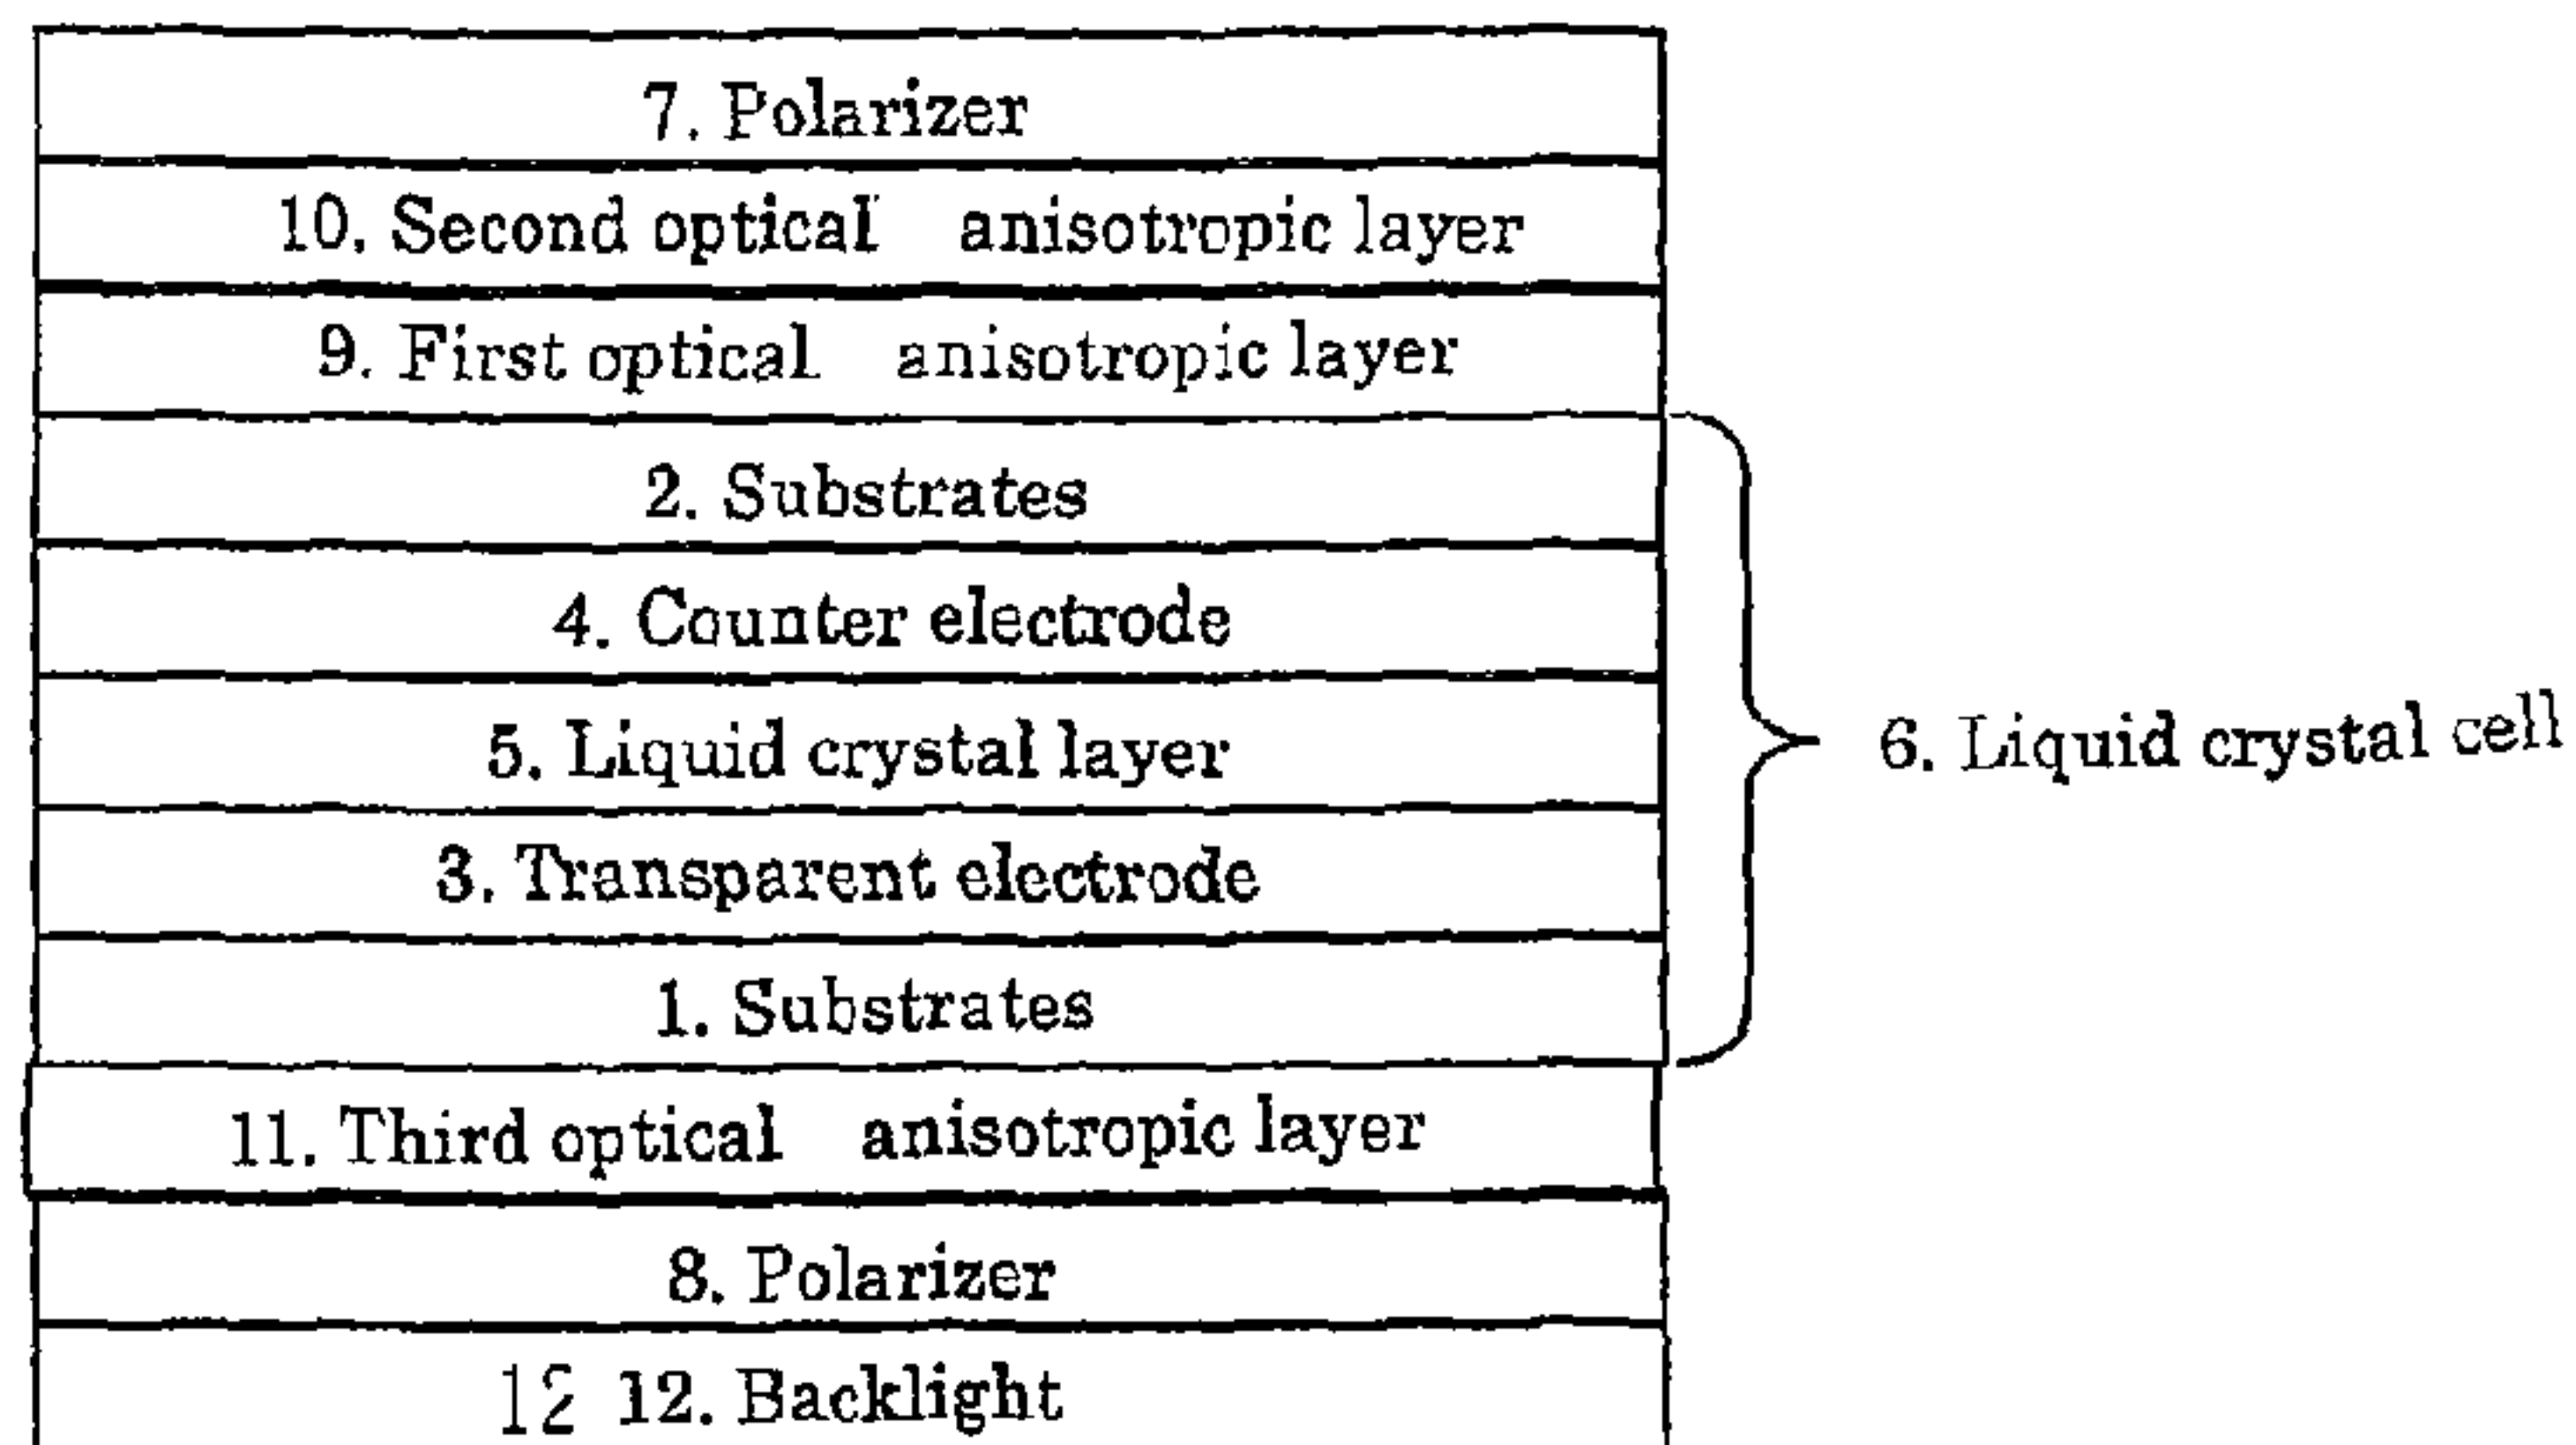 7. Polarizer
10. Second optical anisotropic layer
9. First optical anisotropic layer
2. Substrates
4. Counter electrode
5. Liquid crystal layer
6. Liquid crystal cell
3. Transparent electrode
1. Substrates
11. Third optical anisotropic layer
8. Polarizer
12 12. Backlight